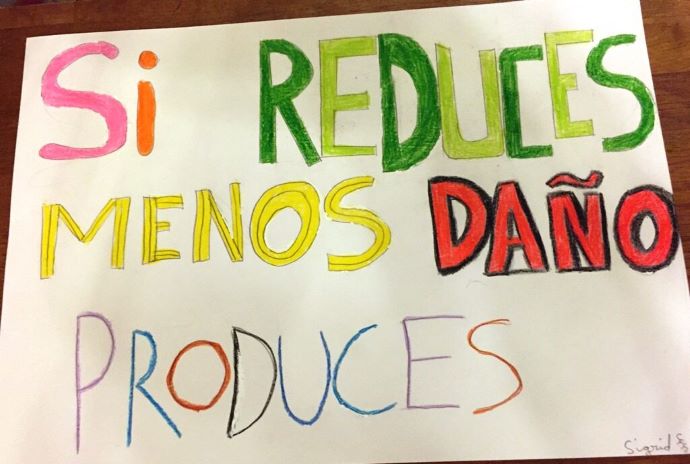 Si REDUCES
MENOS DAÑO
PRODUCES
Sigrid